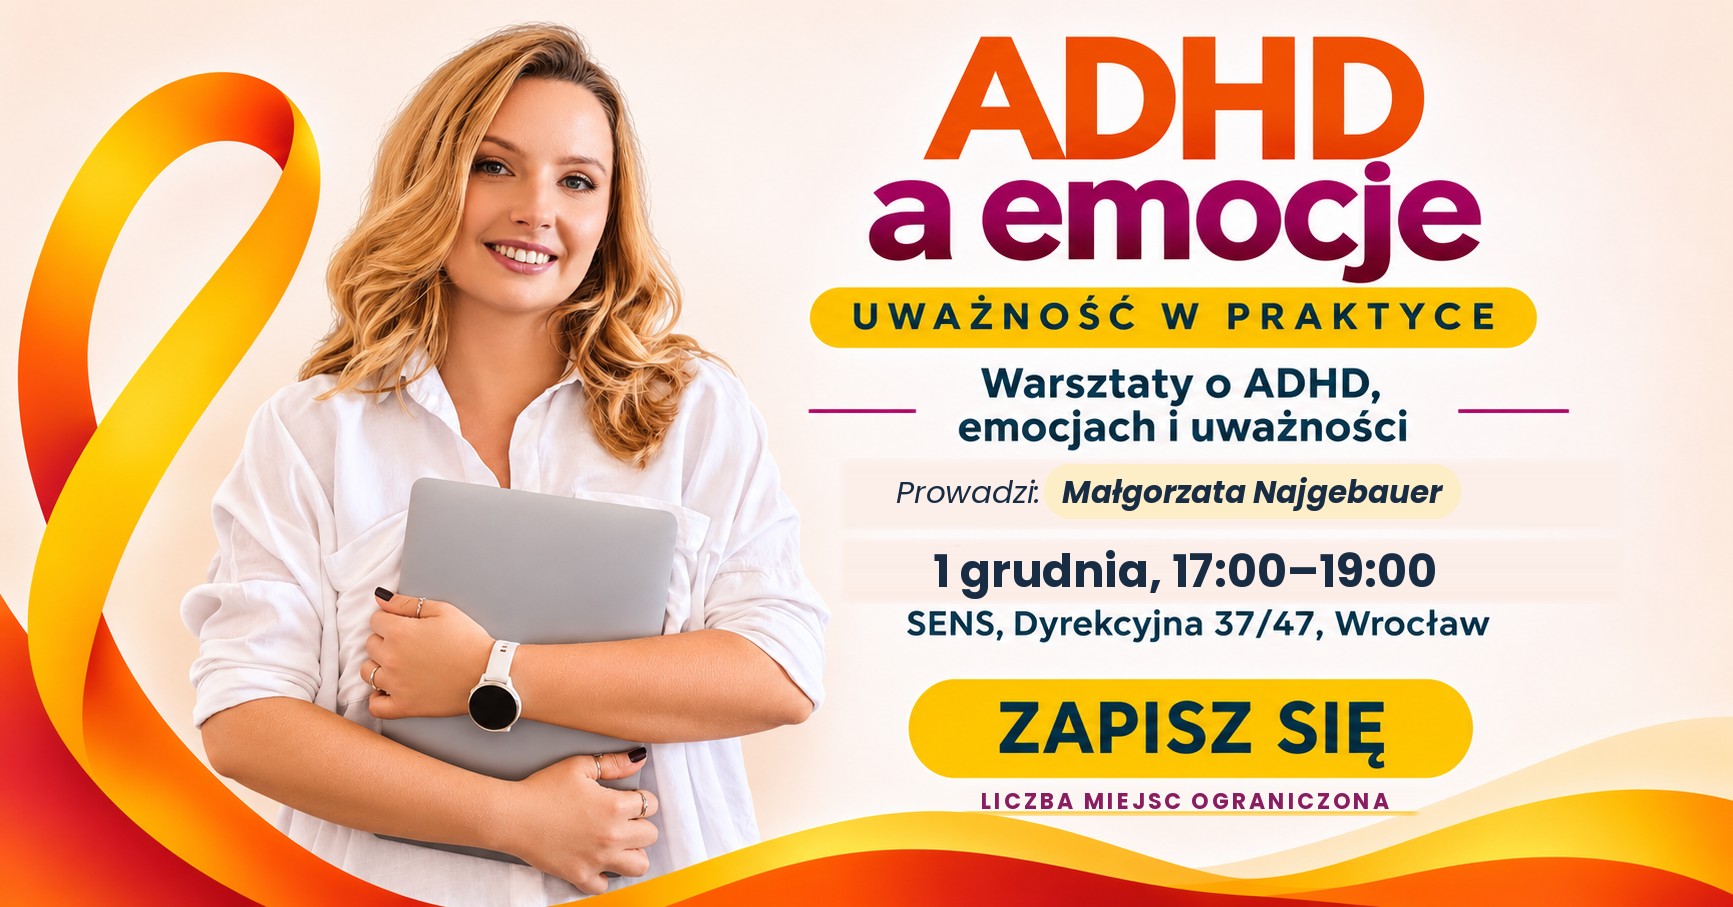 ADHD
a emocje
UWAŻNOŚĆ W PRAKTYCE
Warsztaty o ADHD,
emocjach i uważności
Prowadzi: Małgorzata Najgebauer
1 grudnia, 17:00–19:00
SENS, Dyrekcyjna 37/47, Wrocław
ZAPISZ SIĘ
LICZBA MIEJSC OGRANICZONA